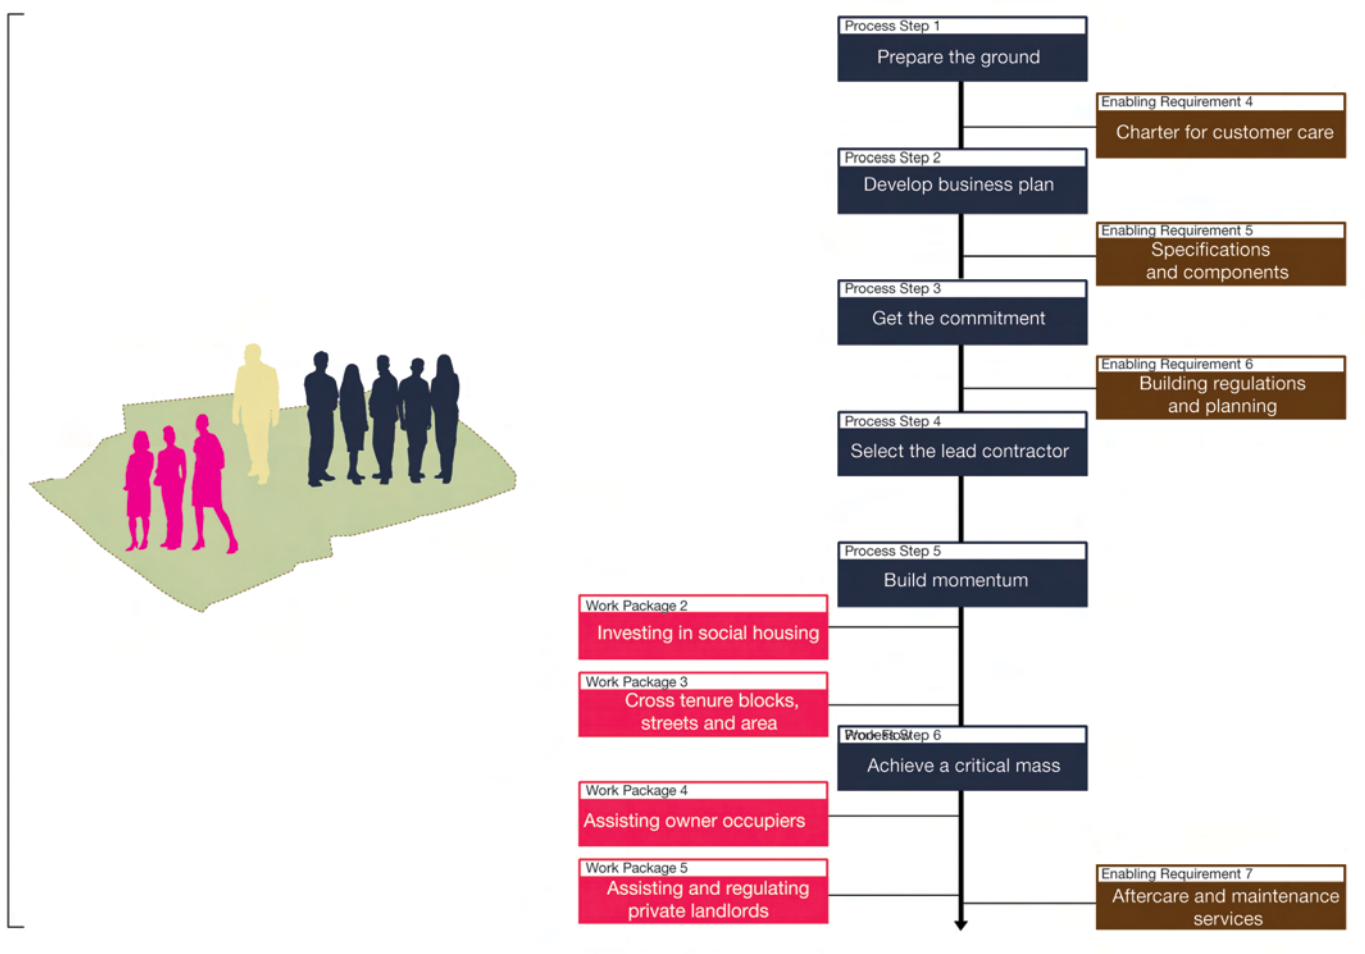 Process Step 1
Prepare the ground
Enabling Requirement 4
Charter for customer care
Process Step 2
Develop business plan
Enabling Requirement 5
Specifications
and components
Process Step 3
Get the commitment
Enabling Requirement 6
Building regulations
and planning
Process Step 4
Select the lead contractor
Process Step 5
Build momentum
Work Package 2
Investing in social housing
Work Package 3
Cross tenure blocks,
streets and area
Process Step 6
Achieve a critical mass
Work Package 4
Assisting owner occupiers
Work Package 5
Assisting and regulating
private landlords
Enabling Requirement 7
Aftercare and maintenance
services